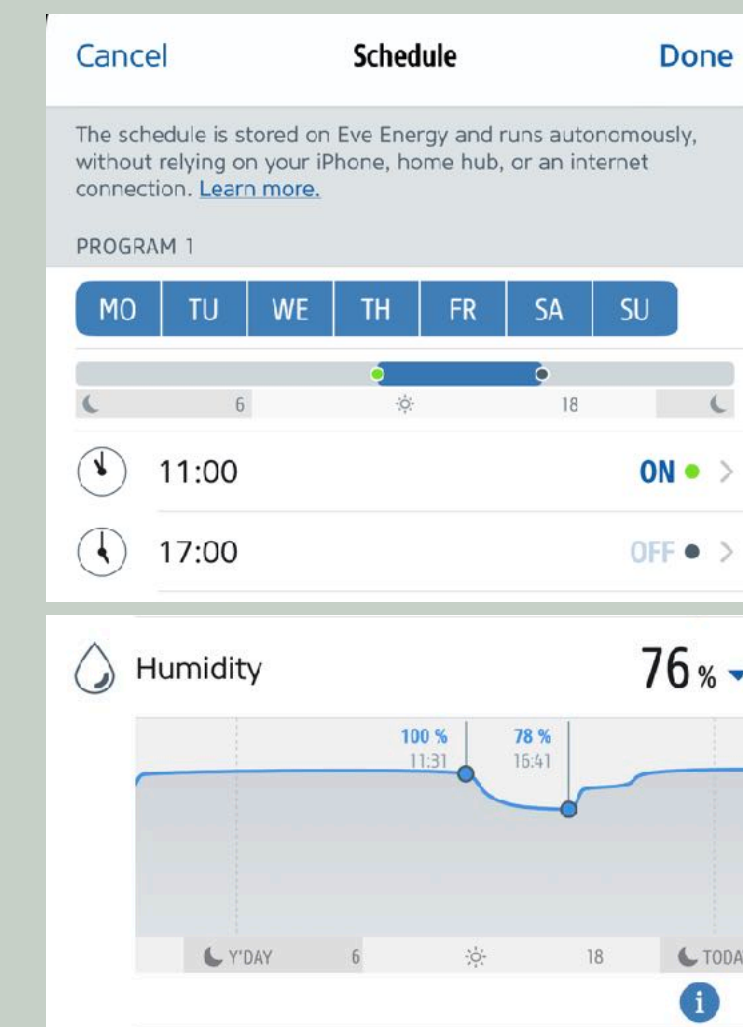 Cancel Schedule Done
The schedule is stored on Eve Energy and runs autonomously,
without relying on your iPhone, home hub, or an internet
connection. Learn more.
PROGRAM 1
MO TU WE TH FR SA SU
6 18
11:00 ON
17:00 OFF
Humidity 76 %
100 % 78 %
11:31 16:41
Y'DAY 6 18 TODA
i